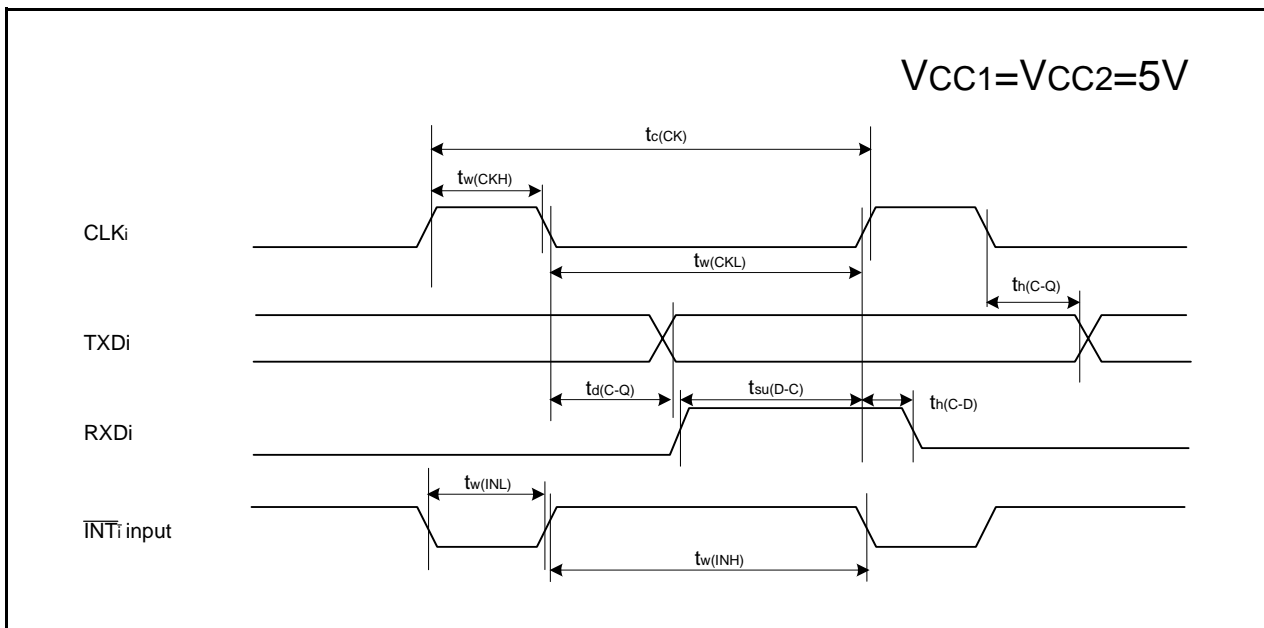 VCC1=VCC2=5V
tc(CK)
tw(CKH)
CLKi
tw(CKL)
th(C-Q)
TXDi
td(C-Q)
tsu(D-C)
th(C-D)
RXDi
tw(INL)
INTi input
tw(INH)